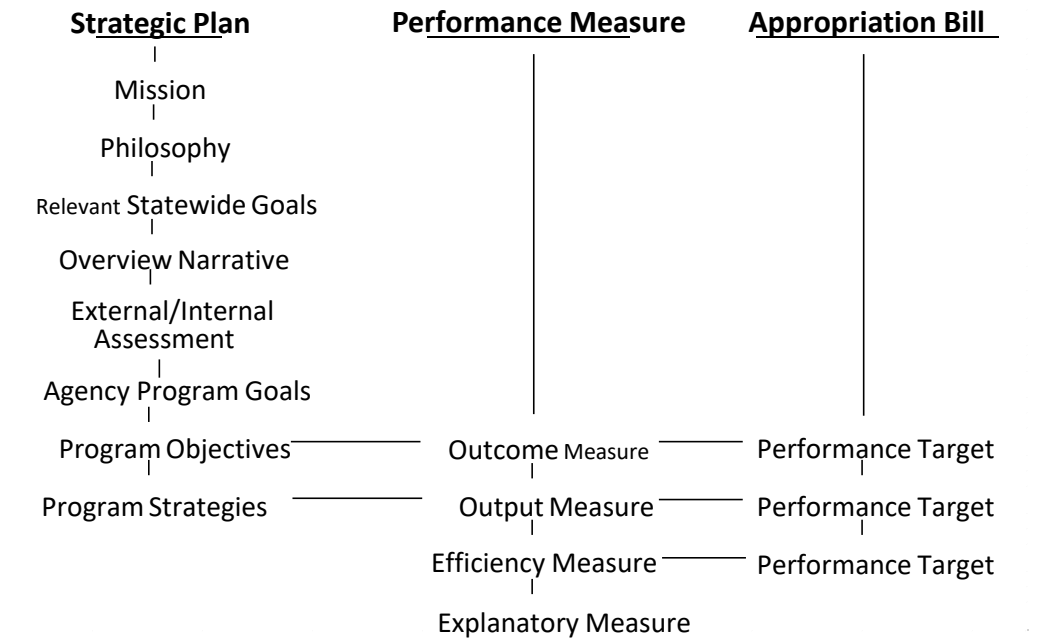 Strategic Plan
Performance Measure
Appropriation Bill
Mission
Philosophy
Relevant Statewide Goals
Overview Narrative
External/Internal
Assessment
Agency Program Goals
Program Objectives
Outcome Measure
Performance Target
Program Strategies
Output Measure
Performance Target
Efficiency Measure
Performance Target
Explanatory Measure